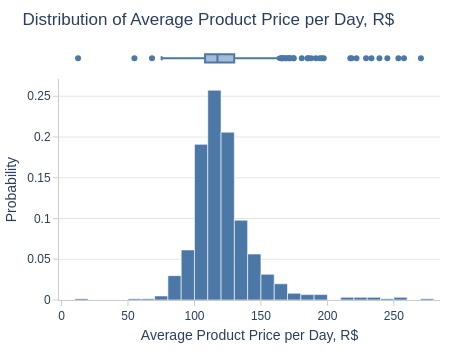 Distribution of Average Product Price per Day, R$
0.25
0.2
0.15
0.1
0.05
0
Probability
0 50 100 150 200 250
Average Product Price per Day, R$